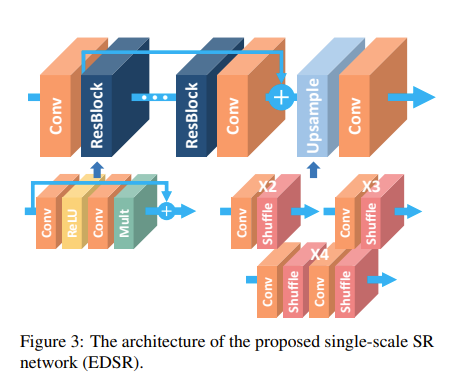 Conv
ResBlock
ResBlock
Conv
+
Upsample
Conv
Conv
ReLU
Conv
Mult
+
X2
Conv
Shuffle
X3
Conv
Shuffle
X4
Conv
Shuffle
Conv
Shuffle
Figure 3: The architecture of the proposed single-scale SR
network (EDSR).